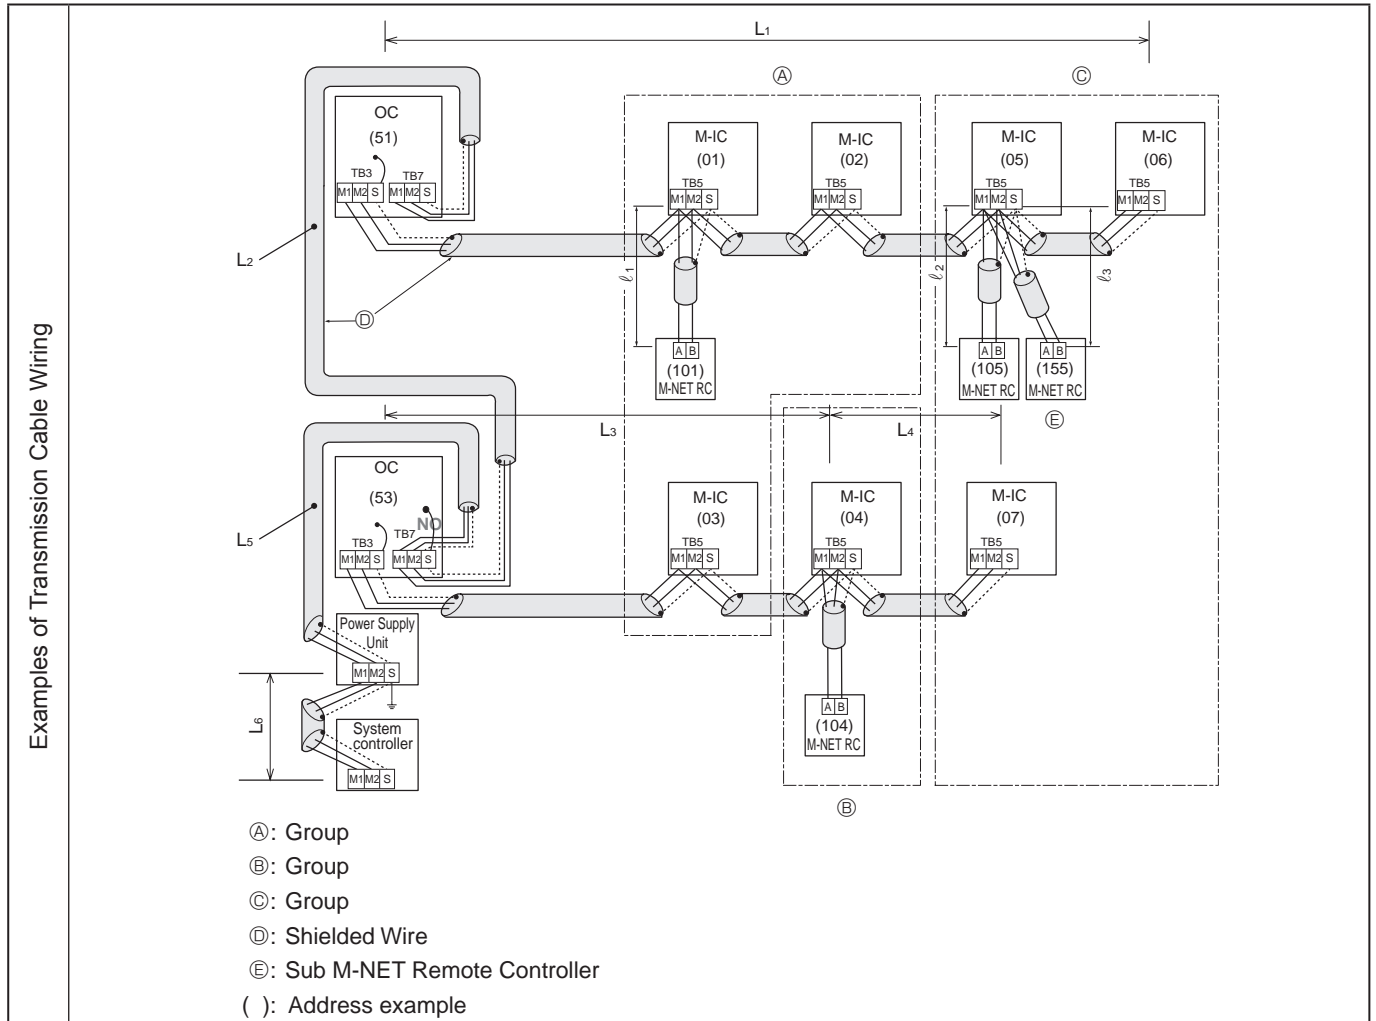 Examples of Transmission Cable Wiring
L1
Ⓐ
Ⓒ
OC
(51)
TB3
TB7
M1 M2 S
M1 M2 S
M-IC
(01)
TB5
M1 M2 S
M-IC
(02)
TB5
M1 M2 S
M-IC
(05)
TB5
M1 M2 S
M-IC
(06)
TB5
M1 M2 S
L2
ℓ1
ℓ2
ℓ3
Ⓓ
A B
(101)
M-NET RC
A B
(105)
M-NET RC
A B
(155)
M-NET RC
Ⓔ
L3
L4
OC
(53)
NO
TB3
TB7
M1 M2 S
M1 M2 S
M-IC
(03)
TB5
M1 M2 S
M-IC
(04)
TB5
M1 M2 S
M-IC
(07)
TB5
M1 M2 S
L5
Power Supply
Unit
M1 M2 S
L6
System
controller
M1 M2 S
A B
(104)
M-NET RC
Ⓑ
Ⓐ: Group
Ⓑ: Group
Ⓒ: Group
Ⓓ: Shielded Wire
Ⓔ: Sub M-NET Remote Controller
( ): Address example